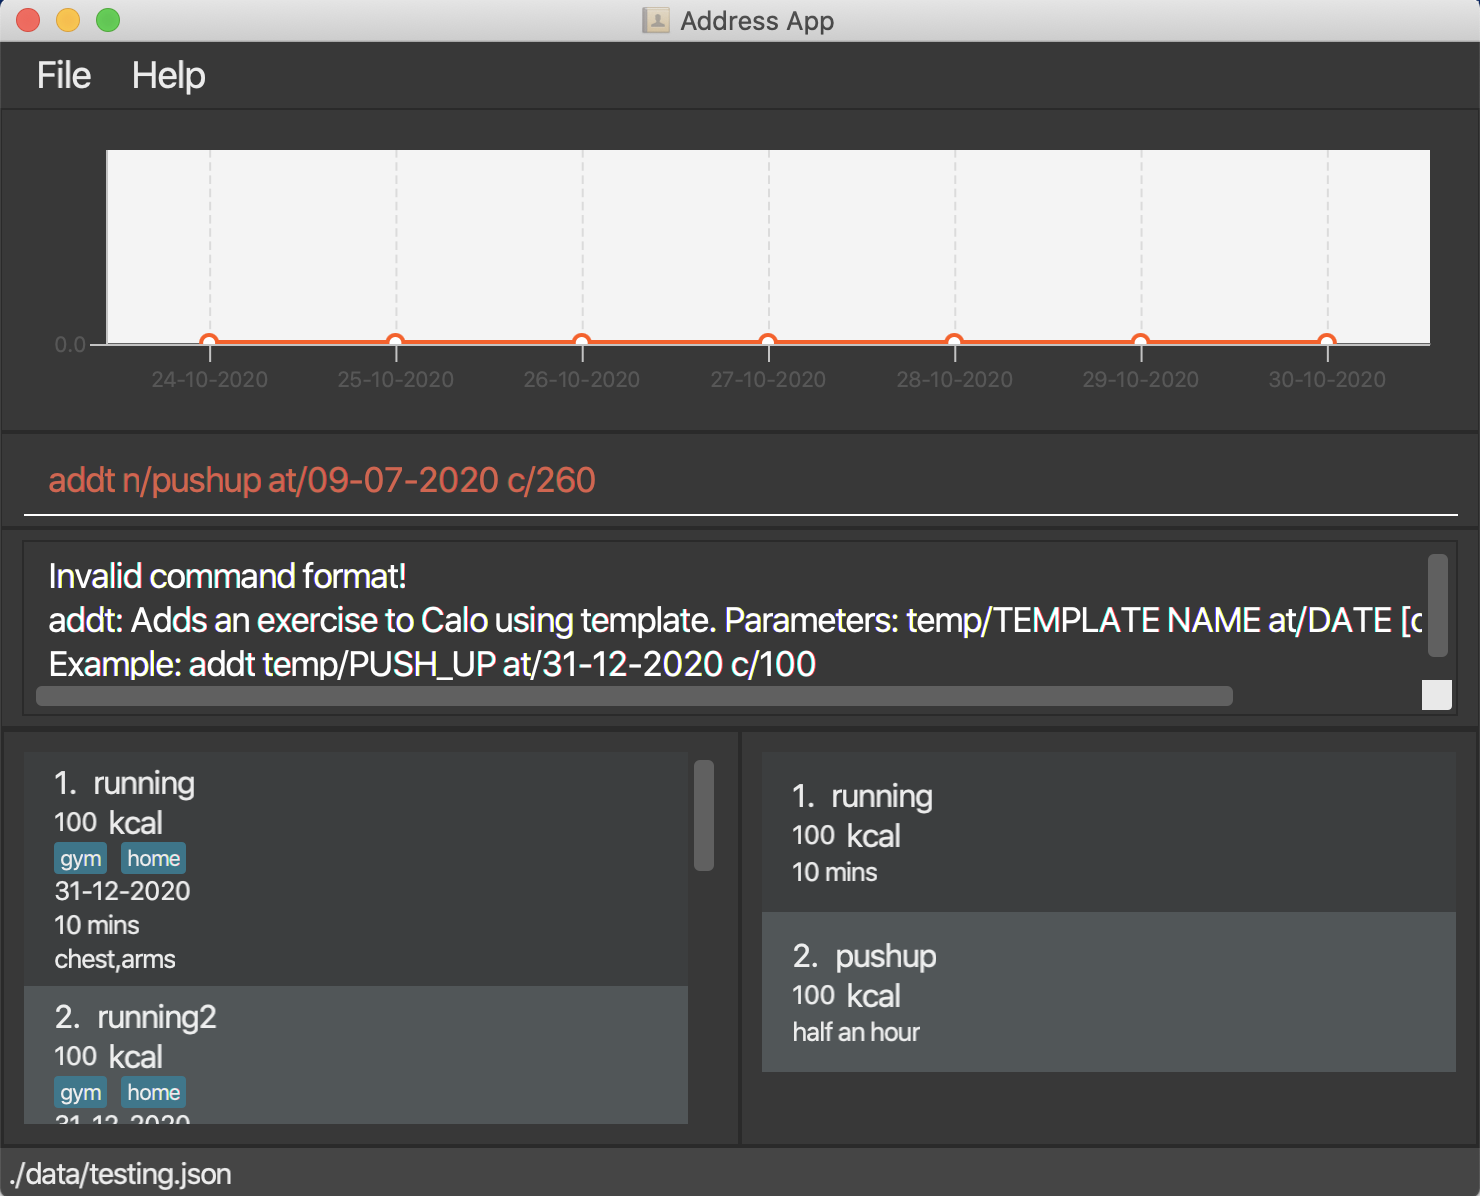 Address App
File Help
0.0
24-10-2020 25-10-2020 26-10-2020 27-10-2020 28-10-2020 29-10-2020 30-10-2020
addt n/pushup at/09-07-2020 c/260
Invalid command format!
addt: Adds an exercise to Calo using template. Parameters: temp/TEMPLATE NAME at/DATE [c
Example: addt temp/PUSH_UP at/31-12-2020 c/100
1. running
100 kcal
gym home
31-12-2020
10 mins
chest,arms
2. running2
100 kcal
gym home
31-12-2020
1. running
100 kcal
10 mins
2. pushup
100 kcal
half an hour
./data/testing.json